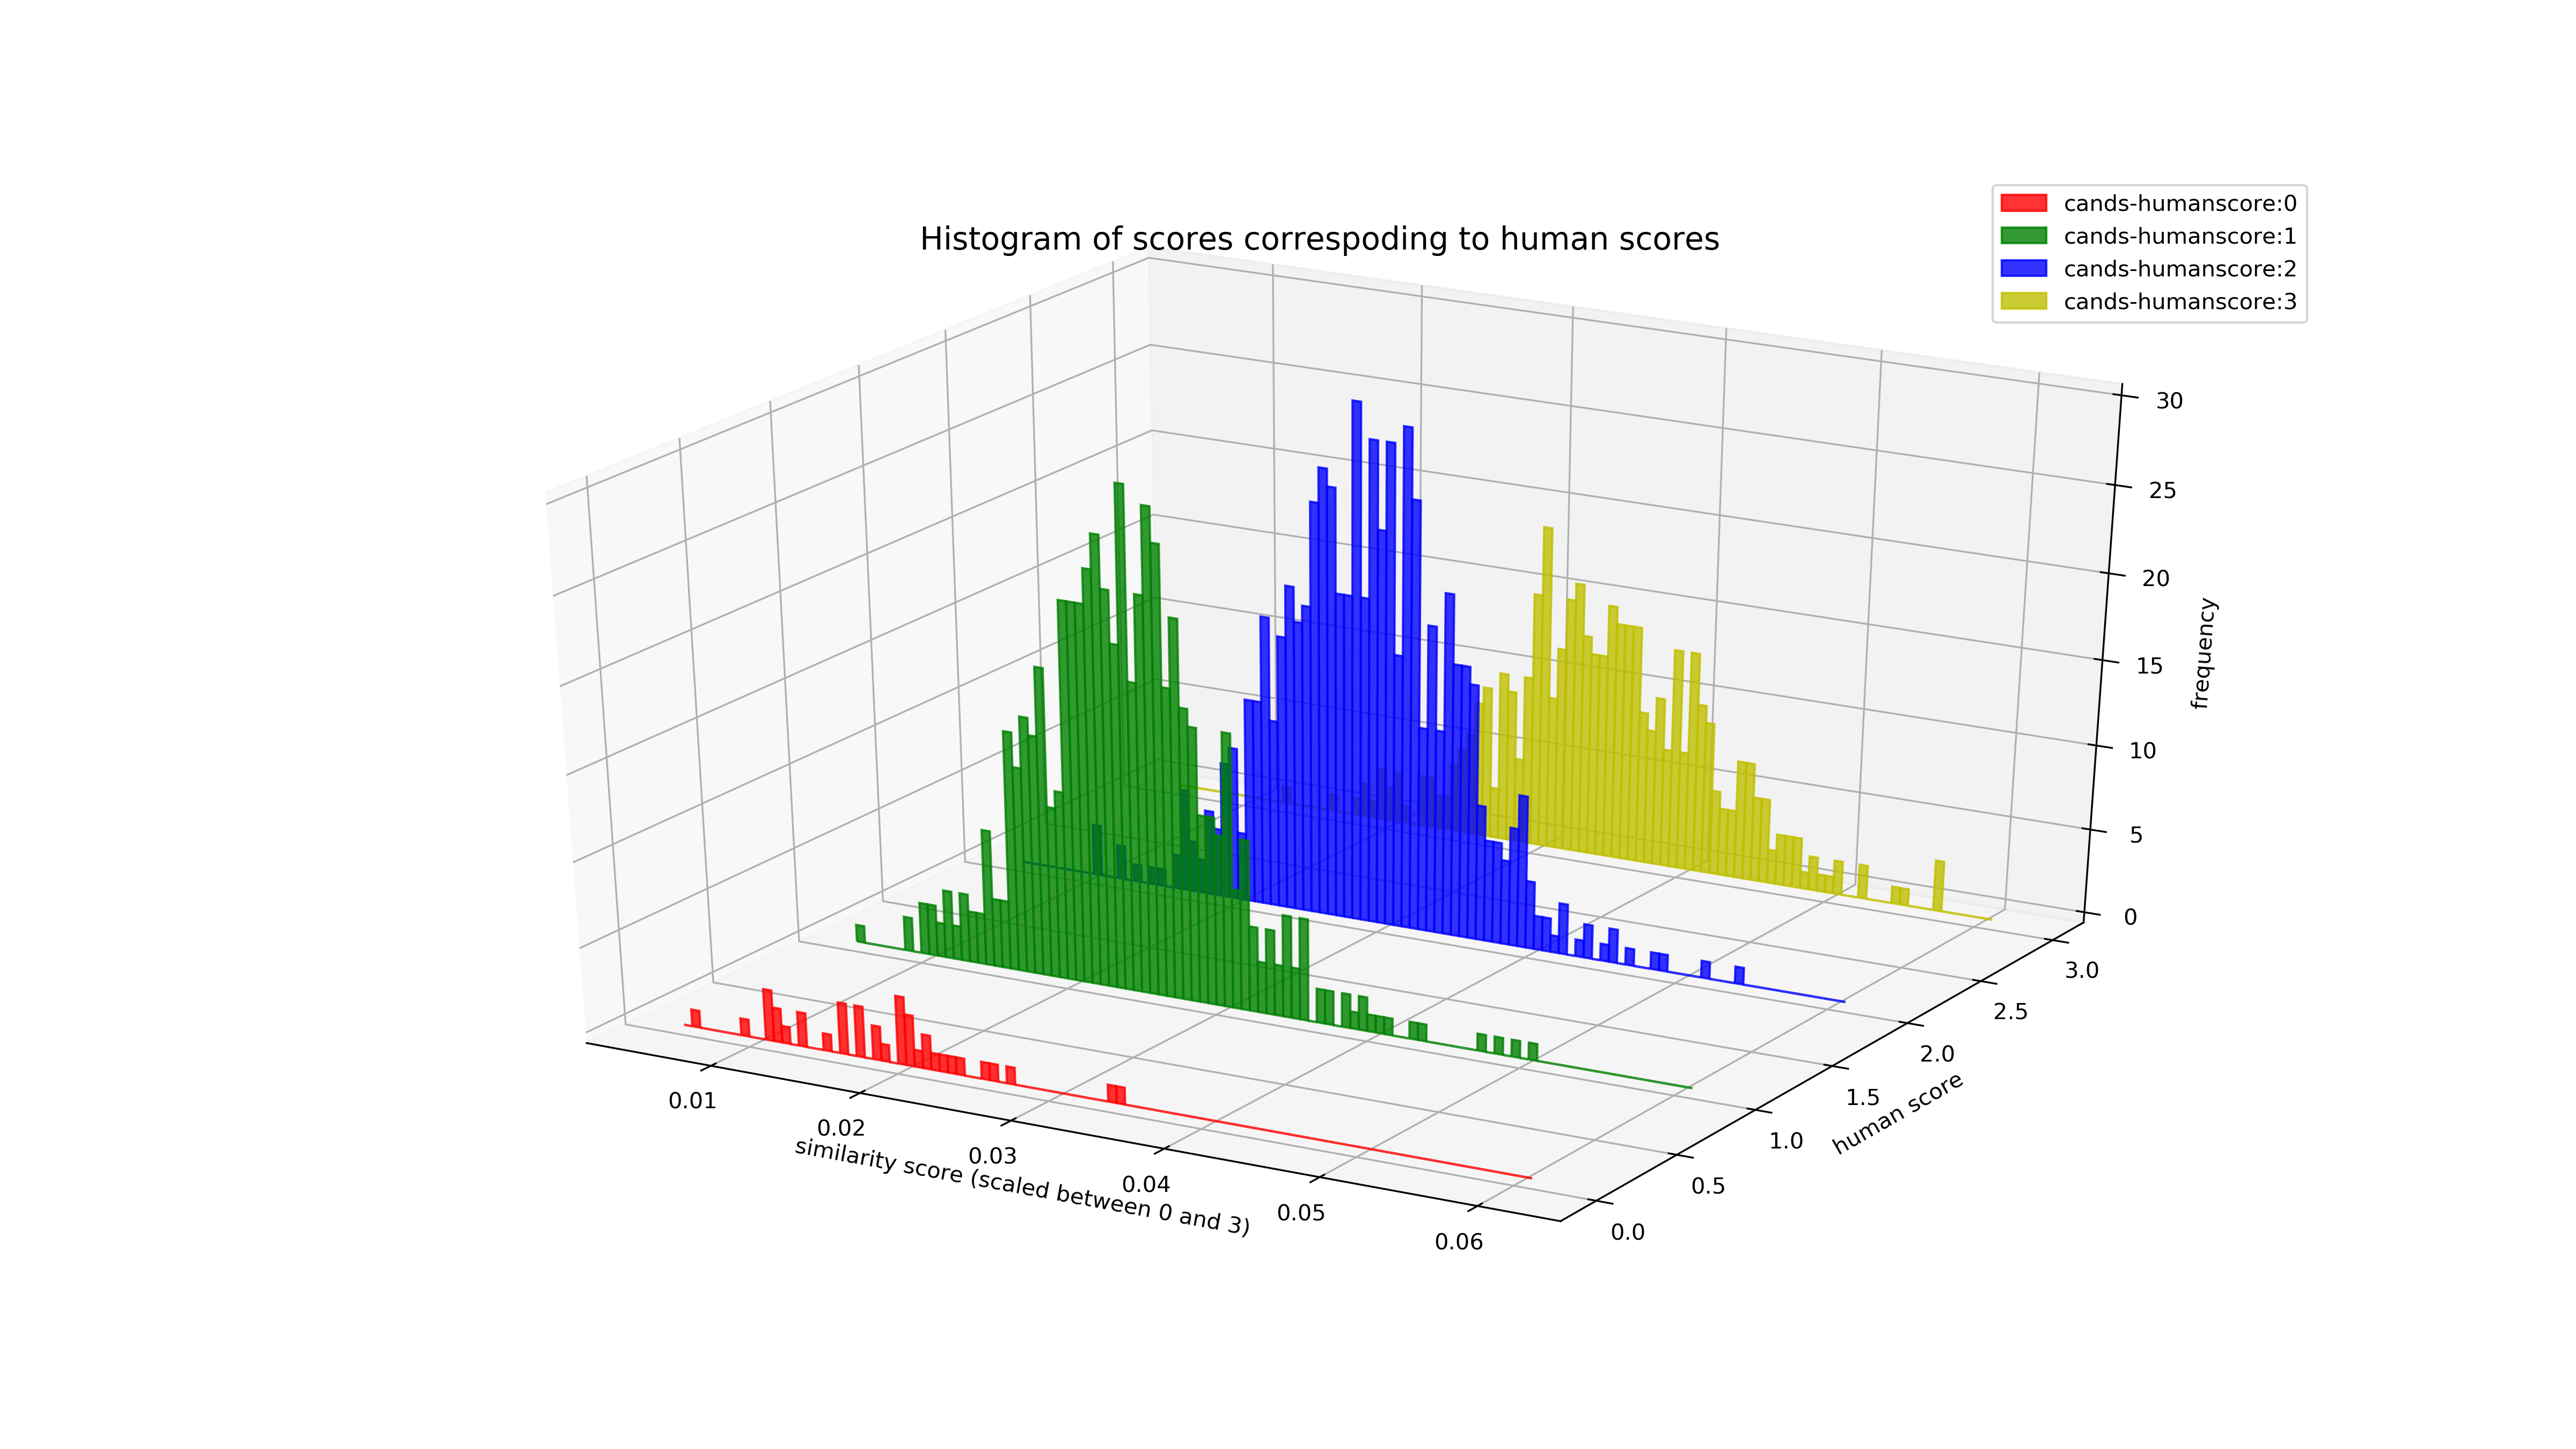 Histogram of scores correspoding to human scores
cands-humanscore:0
cands-humanscore:1
cands-humanscore:2
cands-humanscore:3
30
25
20
15
10
5
0
frequency
3.0
2.5
2.0
1.5
1.0
0.5
0.0
human score
0.01
0.02
0.03
0.04
0.05
0.06
similarity score (scaled between 0 and 3)